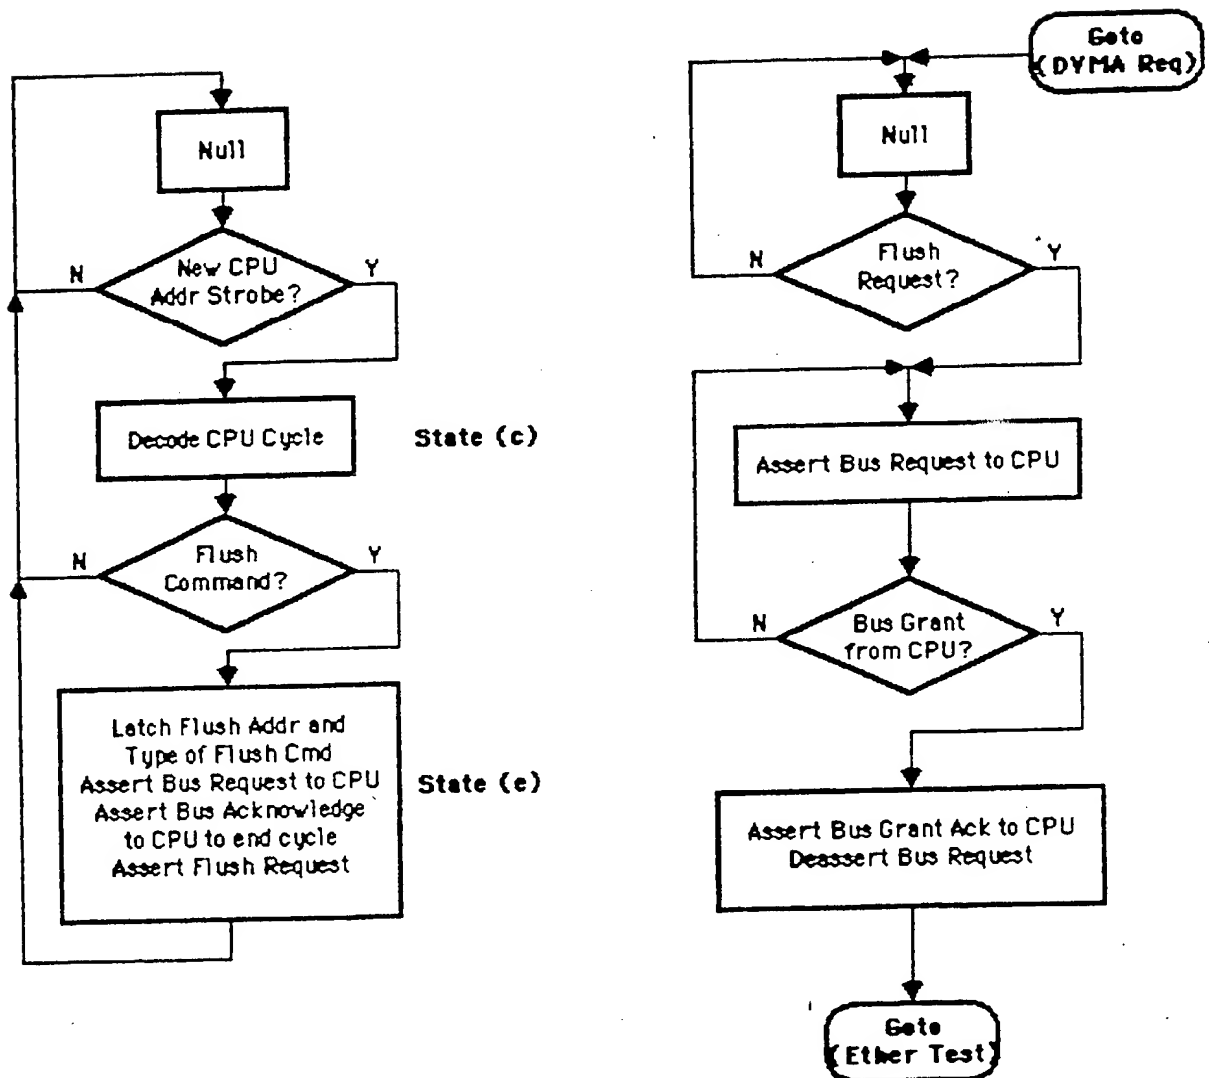 Null
N
New CPU
Addr Strobe?
Y
Decode CPU Cycle
State (c)
N
Flush
Command?
Y
Latch Flush Addr and
Type of Flush Cmd
Assert Bus Request to CPU
Assert Bus Acknowledge
to CPU to end cycle
Assert Flush Request
State (e)
Goto
(DYMA Req)
Null
N
Flush
Request?
Y
Assert Bus Request to CPU
N
Bus Grant
from CPU?
Y
Assert Bus Grant Ack to CPU
Deassert Bus Request
Goto
(Ether Test)